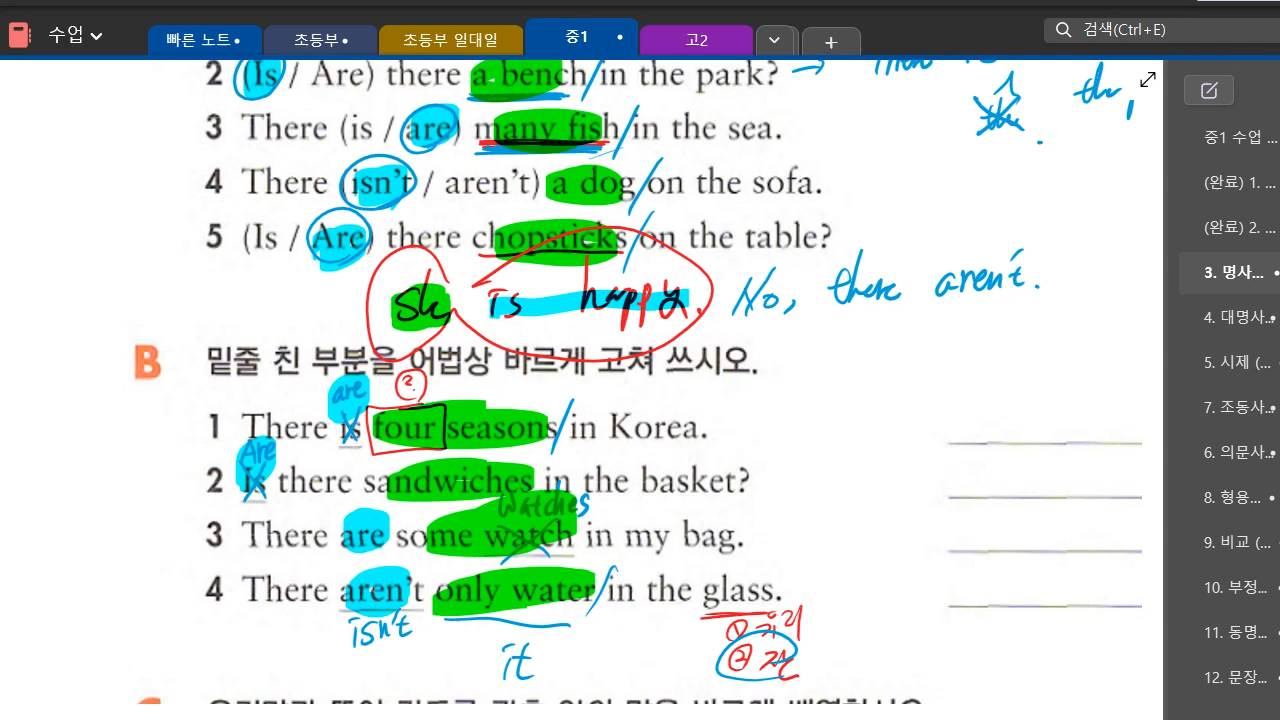 수업
빠른 노트•
초등부•
초등부 일대일
중1 •
고2
+
검색(Ctrl+E)
2 (Is / Are) there a bench / in the park? →
the,
3 There (is / are) many fish / in the sea.
4 There (isn't / aren't) a dog / on the sofa.
5 (Is / Are) there chopsticks / on the table?
is happy.
No, there aren't.
B 밑줄 친 부분을 어법상 바르게 고쳐 쓰시오.
are ?
1 There is four seasons / in Korea.
Are
2 Is there sandwiches in the basket?
watches
3 There are some watch in my bag.
4 There aren't only water / in the glass.
isn't
it
① 유리
② 잔
중1 수업 ...
(완료) 1. ...
(완료) 2. ...
3. 명사... •
4. 대명사...
5. 시제 (...
7. 조동사...
6. 의문사...
8. 형용... •
9. 비교 (...
10. 부정...
11. 동명...
12. 문장...